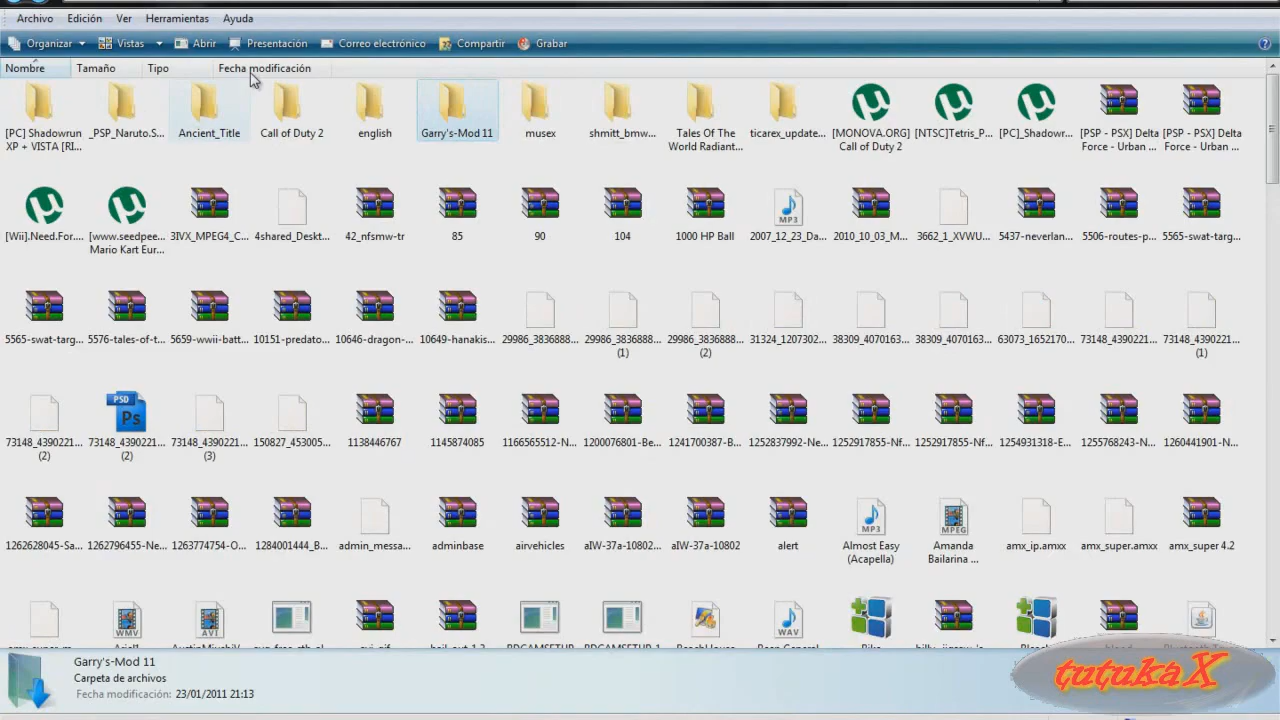 Archivo Edición Ver Herramientas Ayuda
Organizar Vistas Abrir Presentación Correo electrónico Compartir Grabar
Nombre Tamaño Tipo Fecha modificación
[PC] Shadowrun XP + VISTA [RI... _PSP_Naruto.S... Ancient_Title Call of Duty 2 english Garry's-Mod 11 musex shmitt_bmw... Tales Of The World Radiant... ticarex_update... [MONOVA.ORG] Call of Duty 2 [NTSC]Tetris_P... [PC]_Shadowr... [PSP - PSX] Delta Force - Urban ... [PSP - PSX] Delta Force - Urban ...
[Wii].Need.For.... [www.seedpee... Mario Kart Eur... 3IVX_MPEG4_C... 4shared_Deskt... 42_nfsmw-tr 85 90 104 1000 HP Ball 2007_12_23_Da... 2010_10_03_M... 3662_1_XVWU... 5437-neverlan... 5506-routes-p... 5565-swat-targ...
5565-swat-targ... 5576-tales-of-t... 5659-wwii-batt... 10151-predato... 10646-dragon-... 10649-hanakis... 29986_3836888... 29986_3836888... (1) 29986_3836888... (2) 31324_1207302... 38309_4070163... 38309_4070163... 63073_1652170... 73148_4390221... 73148_4390221... (1)
73148_4390221... (2) PSD Ps 73148_4390221... (2) 73148_4390221... (3) 150827_453005... 1138446767 1145874085 1166565512-N... 1200076801-Be... 1241700387-B... 1252837992-Ne... 1252917855-Nf... 1252917855-Nf... 1254931318-E... 1255768243-N... 1260441901-N...
1262628045-Sa... 1262796455-Ne... 1263774754-O... 1284001444_B... admin_messa... adminbase airvehicles aIW-37a-10802... aIW-37a-10802 alert Almost Easy (Acapella) Amanda Bailarina ... amx_ip.amxx amx_super.amxx amx_super 4.2
Garry's-Mod 11
Carpeta de archivos
Fecha modificación: 23/01/2011 21:13
tutukaX